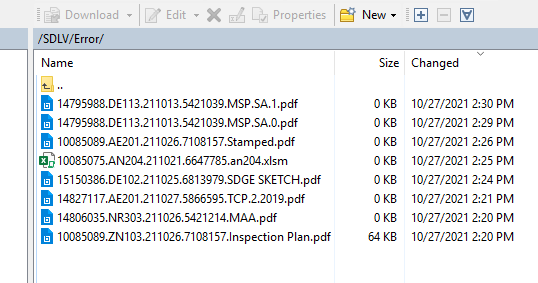 Download Edit Properties New
/SDLV/Error/
Name Size Changed
..
14795988.DE113.211013.5421039.MSP.SA.1.pdf 0 KB 10/27/2021 2:30 PM
14795988.DE113.211013.5421039.MSP.SA.0.pdf 0 KB 10/27/2021 2:29 PM
10085089.AE201.211026.7108157.Stamped.pdf 0 KB 10/27/2021 2:26 PM
10085075.AN204.211021.6647785.an204.xlsm 0 KB 10/27/2021 2:25 PM
15150386.DE102.211025.6813979.SDGE SKETCH.pdf 0 KB 10/27/2021 2:24 PM
14827117.AE201.211027.5866595.TCP.2.2019.pdf 0 KB 10/27/2021 2:21 PM
14806035.NR303.211026.5421214.MAA.pdf 0 KB 10/27/2021 2:20 PM
10085089.ZN103.211026.7108157.Inspection Plan.pdf 64 KB 10/27/2021 2:20 PM